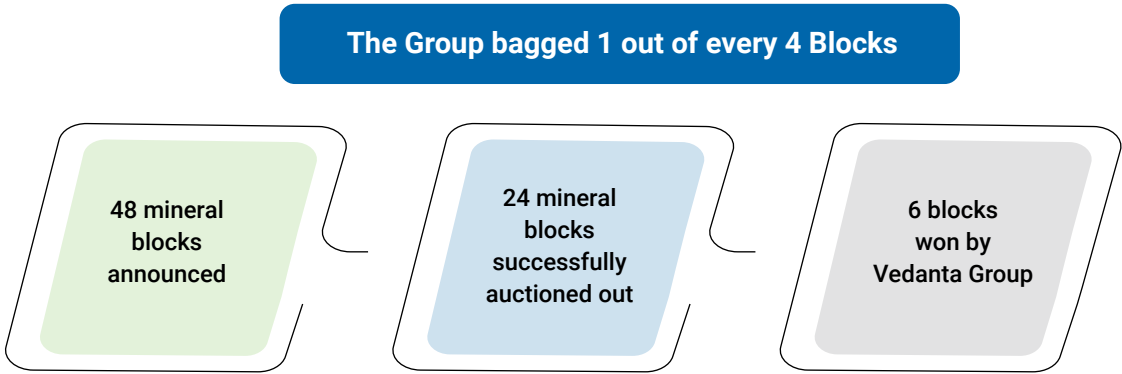 The Group bagged 1 out of every 4 Blocks
48 mineral
blocks
announced
24 mineral
blocks
successfully
auctioned out
6 blocks
won by
Vedanta Group